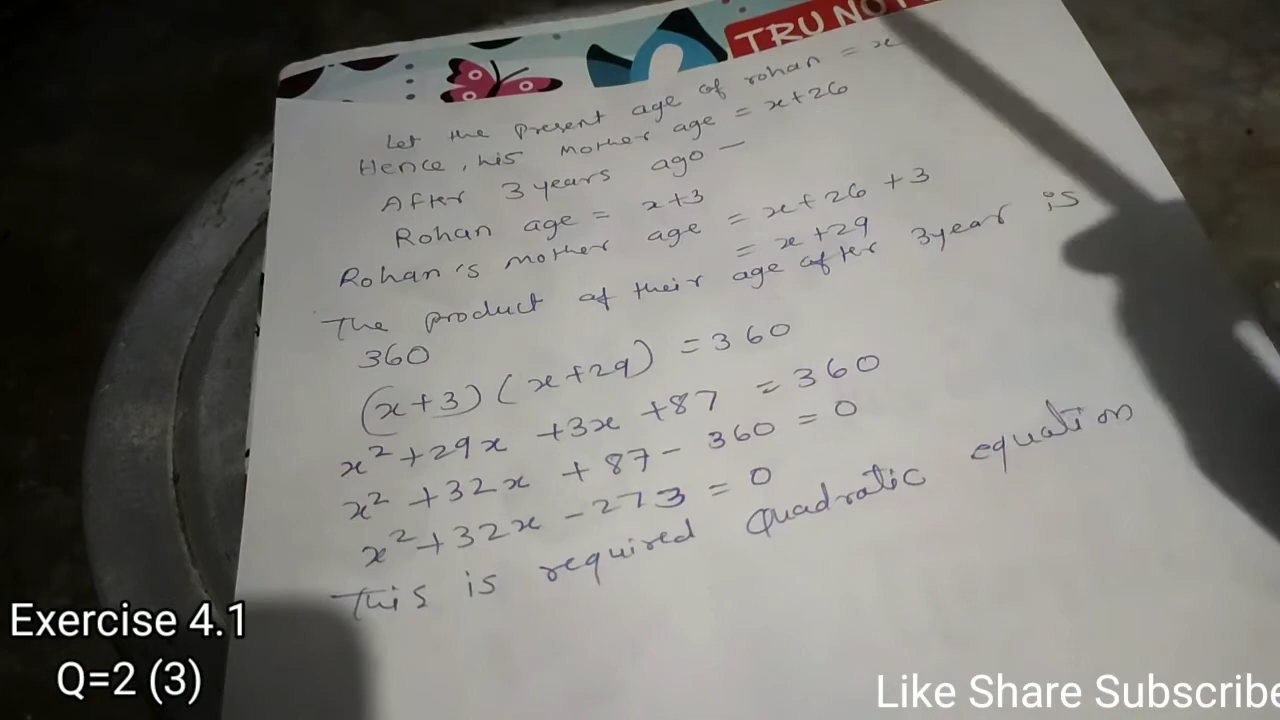 TRU NO
Let the present age of rohan = x
Hence, his Mother age = x+26
After 3 years ago —
Rohan age = x+3
Rohan's mother age = x+26 +3
= x +29
The product of their age after 3year is
360
(x+3) (x+29) = 360
x² +29x +3x +87 = 360
x² +32x + 87- 360 = 0
x²+32x -273 = 0
This is required quadratic equation
Exercise 4.1
Q=2 (3)
Like Share Subscribe